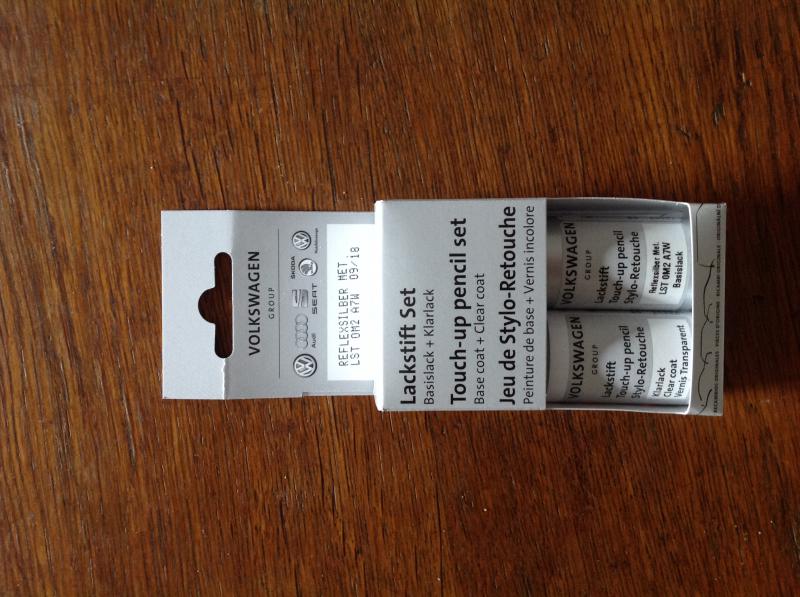 VOLKSWAGEN
GROUP
Audi
SEAT
ŠKODA
REFLEXSILBER MET.
LST 0M2 A7W 09/18
Lackstift Set
Basislack + Klarlack
Touch-up pencil set
Base coat + Clear coat
Jeu de Stylo-Retouche
Peinture de base + Vernis Incolore
VOLKSWAGEN
GROUP
Lackstift
Touch-up pencil
Stylo-Retouche
Klarlack
Clear coat
Vernis Transparent
VOLKSWAGEN
GROUP
Lackstift
Touch-up pencil
Stylo-Retouche
Reflexsilber Met.
LST 0M2 A7W
Basislack